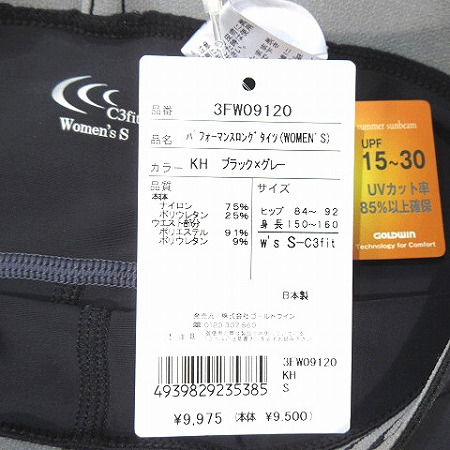 C3fit
Women's S
品番 3FW09120
品名 パフォーマンスロングタイツ(WOMEN'S)
カラー KH ブラック×グレー
品質
本体
ナイロン 75%
ポリウレタン 25%
ウエスト部分
ポリエステル 91%
ポリウレタン 9%
サイズ
ヒップ 84～ 92
身長 150～160
W's S-C3fit
日本製
発売元/株式会社ゴールドウイン
0120-307-560
3FW09120
KH
S
4939829235385
¥9,975 (本体 ¥9,500)
summer sunbeam
UPF
15～30
UVカット率
85%以上確保
GOLDWIN
Technology for Comfort